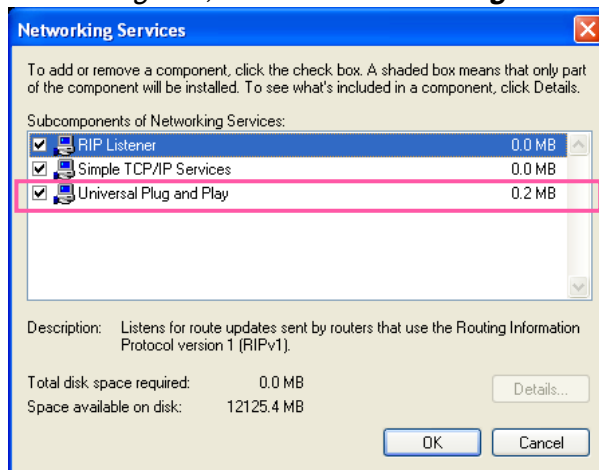 Networking Services
To add or remove a component, click the check box. A shaded box means that only part
of the component will be installed. To see what's included in a component, click Details.
Subcomponents of Networking Services:
RIP Listener 0.0 MB
Simple TCP/IP Services 0.0 MB
Universal Plug and Play 0.2 MB
Description: Listens for route updates sent by routers that use the Routing Information
Protocol version 1 (RIPv1).
Total disk space required: 0.0 MB
Details...
Space available on disk: 12125.4 MB
OK Cancel